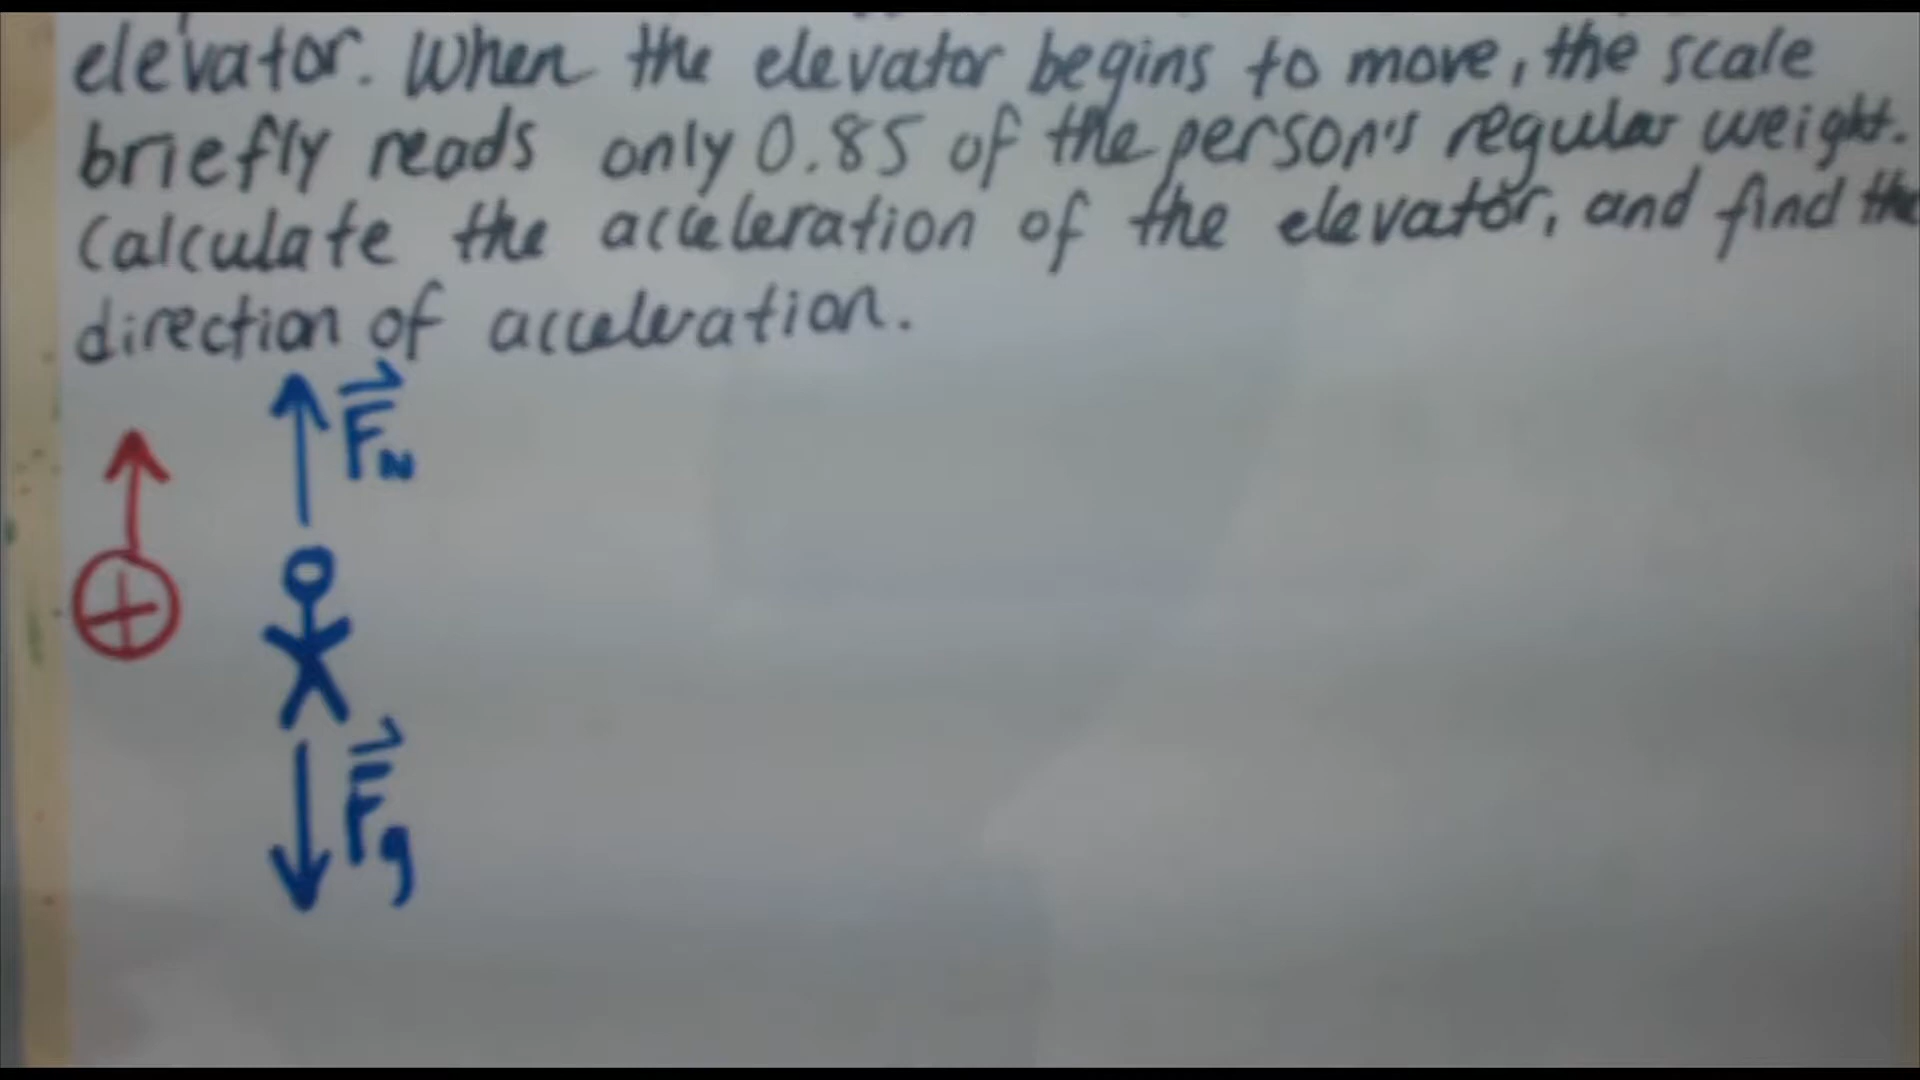 elevator. When the elevator begins to move, the scale
briefly reads only 0.85 of the person's regular weight.
Calculate the acceleration of the elevator, and find the
direction of acceleration.
F_N
+
F_g